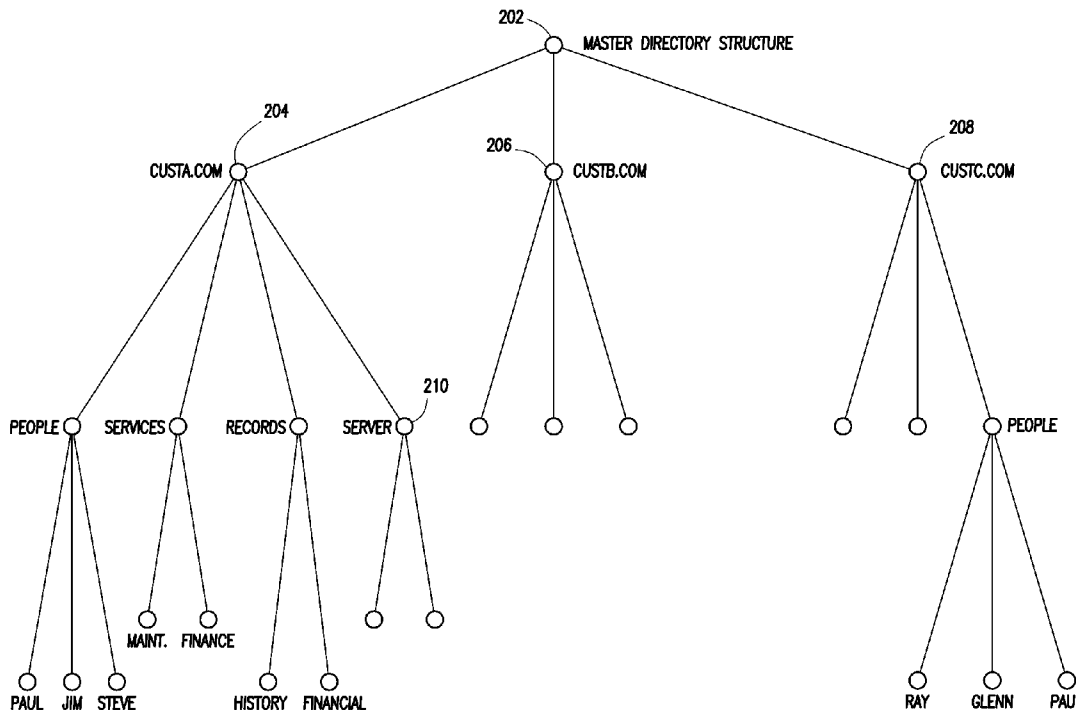 202
MASTER DIRECTORY STRUCTURE
204
206
208
CUSTA.COM
CUSTB.COM
CUSTC.COM
210
PEOPLE
SERVICES
RECORDS
SERVER
PEOPLE
MAINT.
FINANCE
PAUL
JIM
STEVE
HISTORY
FINANCIAL
RAY
GLENN
PAU